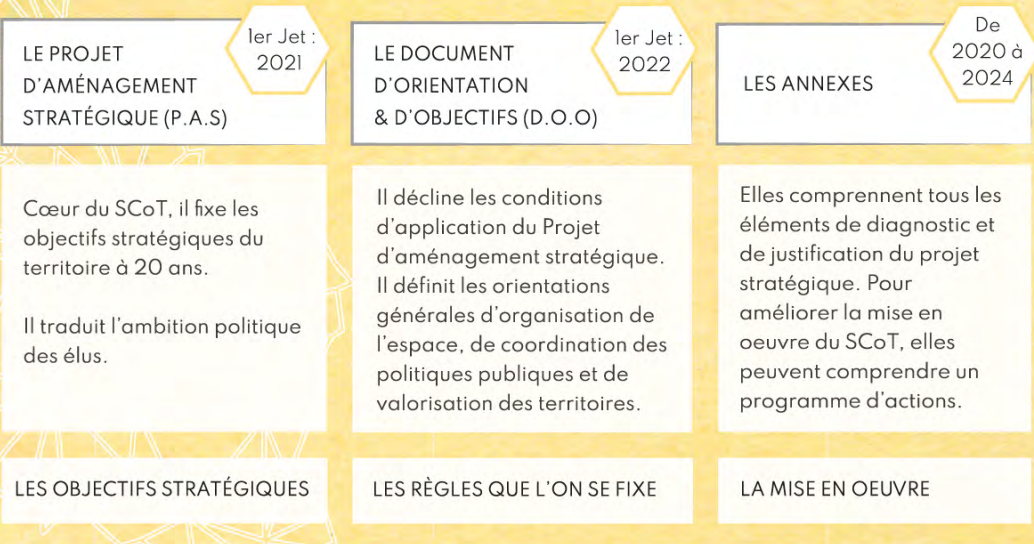 LE PROJET
D'AMÉNAGEMENT
STRATÉGIQUE (P.A.S)
1er Jet :
2021
Cœur du SCoT, il fixe les
objectifs stratégiques du
territoire à 20 ans.
Il traduit l'ambition politique
des élus.
LES OBJECTIFS STRATÉGIQUES
LE DOCUMENT
D'ORIENTATION
& D'OBJECTIFS (D.O.O)
1er Jet :
2022
Il décline les conditions
d'application du Projet
d'aménagement stratégique.
Il définit les orientations
générales d'organisation de
l'espace, de coordination des
politiques publiques et de
valorisation des territoires.
LES RÈGLES QUE L'ON SE FIXE
LES ANNEXES
De
2020 à
2024
Elles comprennent tous les
éléments de diagnostic et
de justification du projet
stratégique. Pour
améliorer la mise en
oeuvre du SCoT, elles
peuvent comprendre un
programme d'actions.
LA MISE EN OEUVRE